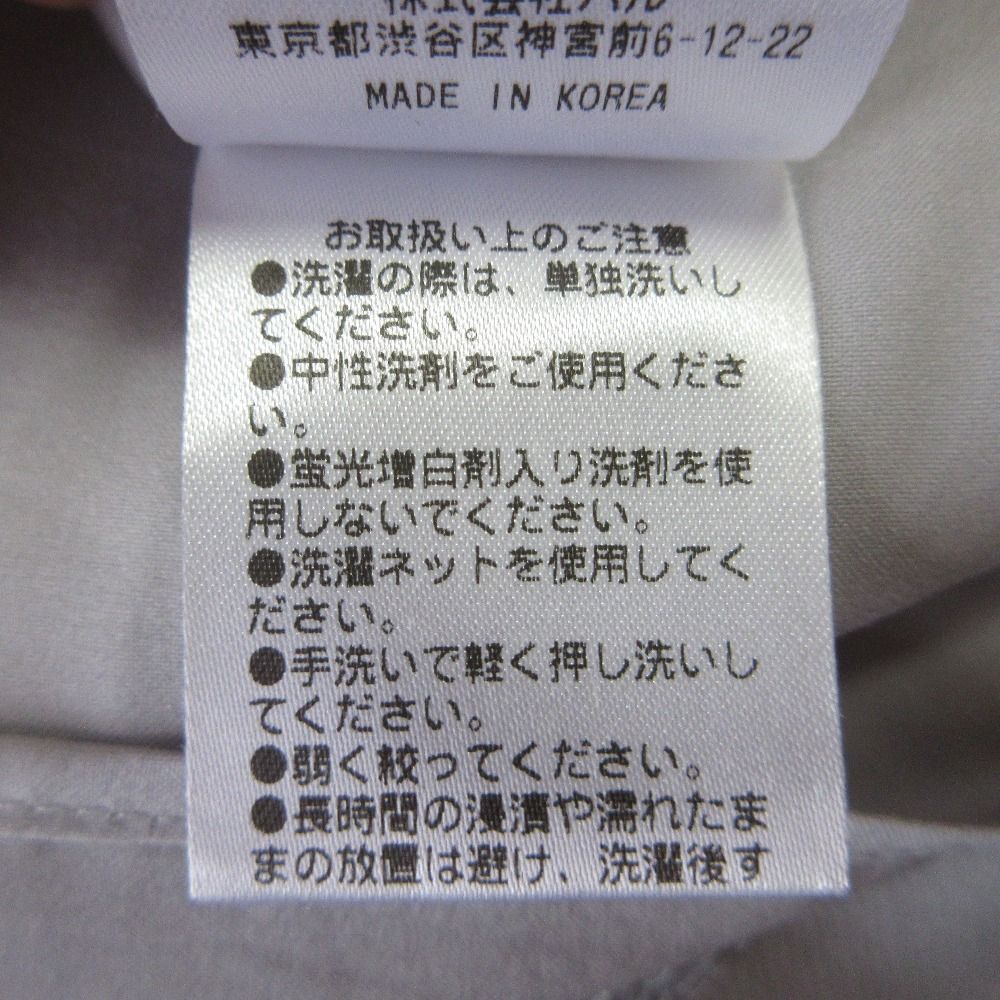 株式会社パル
東京都渋谷区神宮前6-12-22
MADE IN KOREA
お取扱い上のご注意
●洗濯の際は、単独洗いし
てください。
●中性洗剤をご使用くださ
い。
●蛍光増白剤入り洗剤を使
用しないでください。
●洗濯ネットを使用してく
ださい。
●手洗いで軽く押し洗いし
てください。
●弱く絞ってください。
●長時間の浸漬や濡れたま
まの放置は避け、洗濯後す